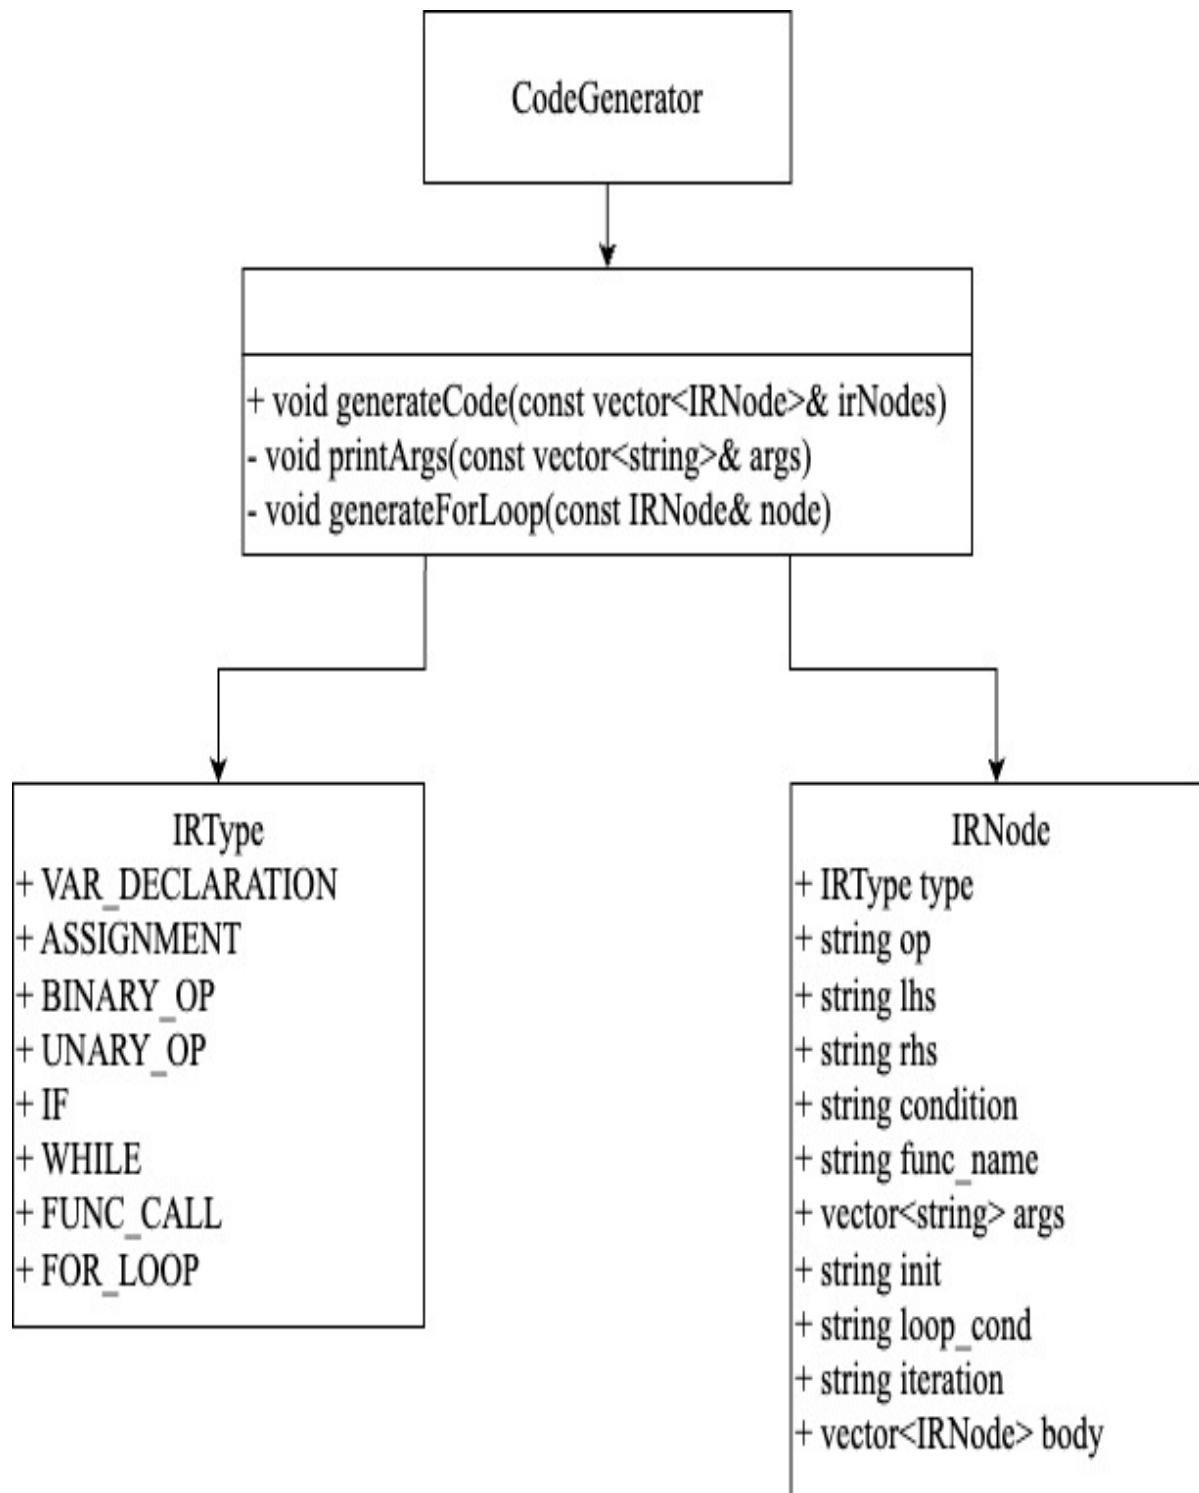 CodeGenerator
+ void generateCode(const vector<IRNode>& irNodes)
- void printArgs(const vector<string>& args)
- void generateForLoop(const IRNode& node)
IRType
+ VAR_DECLARATION
+ ASSIGNMENT
+ BINARY_OP
+ UNARY_OP
+ IF
+ WHILE
+ FUNC_CALL
+ FOR_LOOP
IRNode
+ IRType type
+ string op
+ string lhs
+ string rhs
+ string condition
+ string func_name
+ vector<string> args
+ string init
+ string loop_cond
+ string iteration
+ vector<IRNode> body